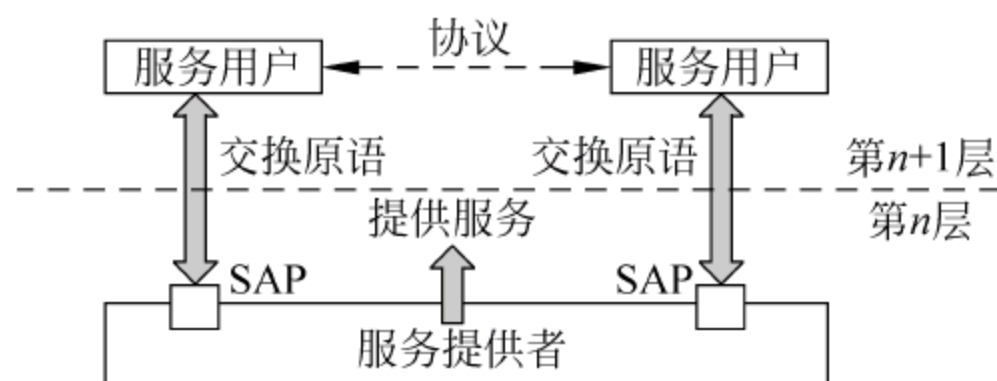 协议
服务用户
服务用户
交换原语
交换原语
第n+1层
提供服务
第n层
SAP
SAP
服务提供者